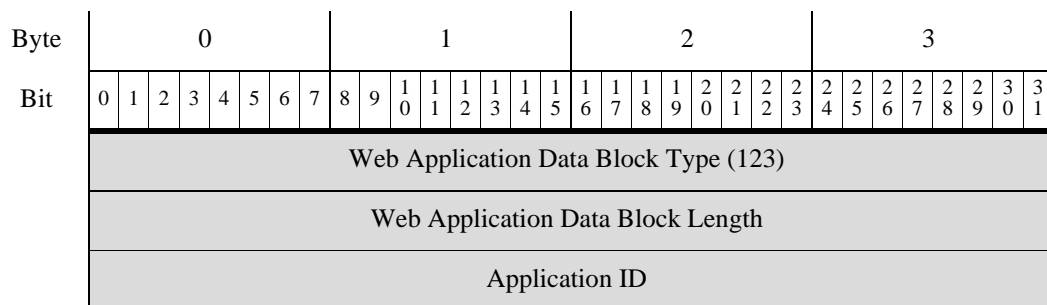 Byte 0 1 2 3
Bit 0 1 2 3 4 5 6 7 8 9 10 11 12 13 14 15 16 17 18 19 20 21 22 23 24 25 26 27 28 29 30 31
Web Application Data Block Type (123)
Web Application Data Block Length
Application ID